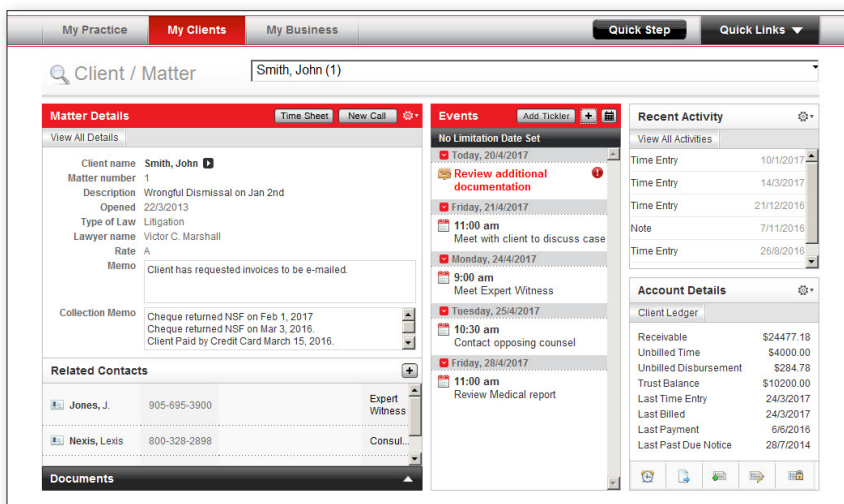 My Practice
My Clients
My Business
Quick Step
Quick Links
Client / Matter
Smith, John (1)
Matter Details
Time Sheet
New Call
View All Details
Client name Smith, John
Matter number 1
Description Wrongful Dismissal on Jan 2nd
Opened 22/3/2013
Type of Law Litigation
Lawyer name Victor C. Marshall
Rate A
Memo Client has requested invoices to be e-mailed.
Collection Memo Cheque returned NSF on Feb 1, 2017
Cheque returned NSF on Mar 3, 2016.
Client Paid by Credit Card March 15, 2016.
Related Contacts
Jones, J. 905-695-3900 Expert
Witness
Nexis, Lexis 800-328-2898 Consul...
Documents
Events
Add Tickler
No Limitation Date Set
Today, 20/4/2017
Review additional
documentation
Friday, 21/4/2017
11:00 am
Meet with client to discuss case
Monday, 24/4/2017
9:00 am
Meet Expert Witness
Tuesday, 25/4/2017
10:30 am
Contact opposing counsel
Friday, 28/4/2017
11:00 am
Review Medical report
Recent Activity
View All Activities
Time Entry 10/1/2017
Time Entry 14/3/2017
Time Entry 21/12/2016
Note 7/11/2016
Time Entry 26/8/2016
Account Details
Client Ledger
Receivable $24477.18
Unbilled Time $4000.00
Unbilled Disbursement $284.78
Trust Balance $10200.00
Last Time Entry 24/3/2017
Last Billed 24/3/2017
Last Payment 6/6/2016
Last Past Due Notice 28/7/2014